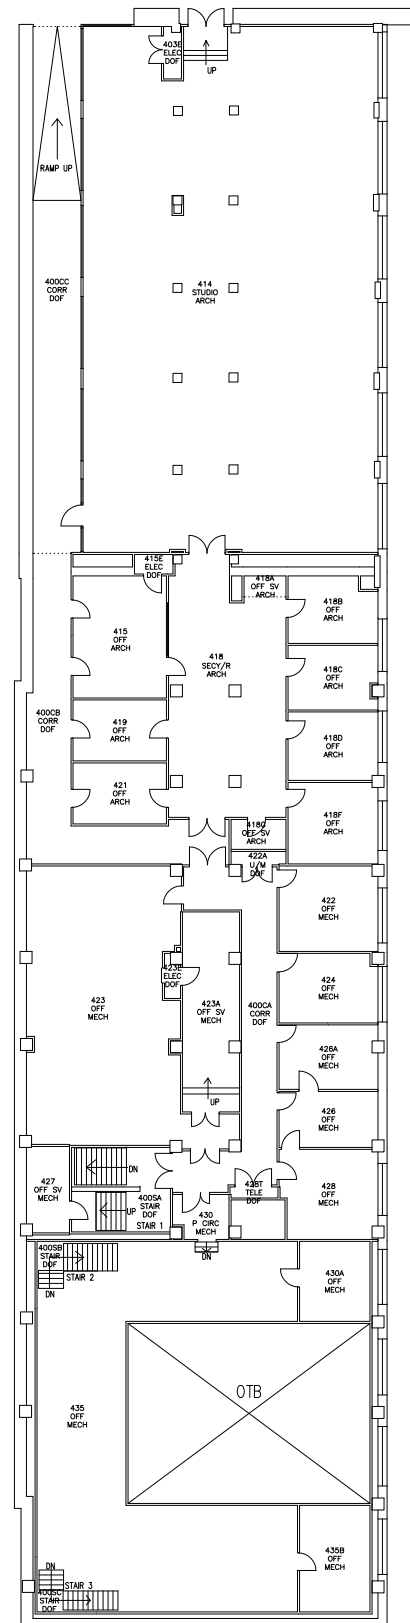 403E
ELEC
DOF
UP
RAMP UP
400CC
CORR
DOF
414
STUDIO
ARCH
415E
ELEC
DOF
418A
OFF SV
ARCH
418B
OFF
ARCH
415
OFF
ARCH
418
SECY/R
ARCH
418C
OFF
ARCH
400CB
CORR
DOF
419
OFF
ARCH
418D
OFF
ARCH
421
OFF
ARCH
418F
OFF
ARCH
418G
OFF SV
ARCH
422A
U/M
DOF
422
OFF
MECH
423E
ELEC
DOF
424
OFF
MECH
423
OFF
MECH
423A
OFF SV
MECH
400CA
CORR
DOF
426A
OFF
MECH
UP
426
OFF
MECH
427
OFF SV
MECH
DN
UP
400SA
STAIR
DOF
STAIR 1
428T
TELE
DOF
428
OFF
MECH
430
P CIRC
MECH
DN
400SB
STAIR
DOF
STAIR 2
DN
430A
OFF
MECH
OTB
435
OFF
MECH
435B
OFF
MECH
DN
STAIR 3
400SC
STAIR
DOF